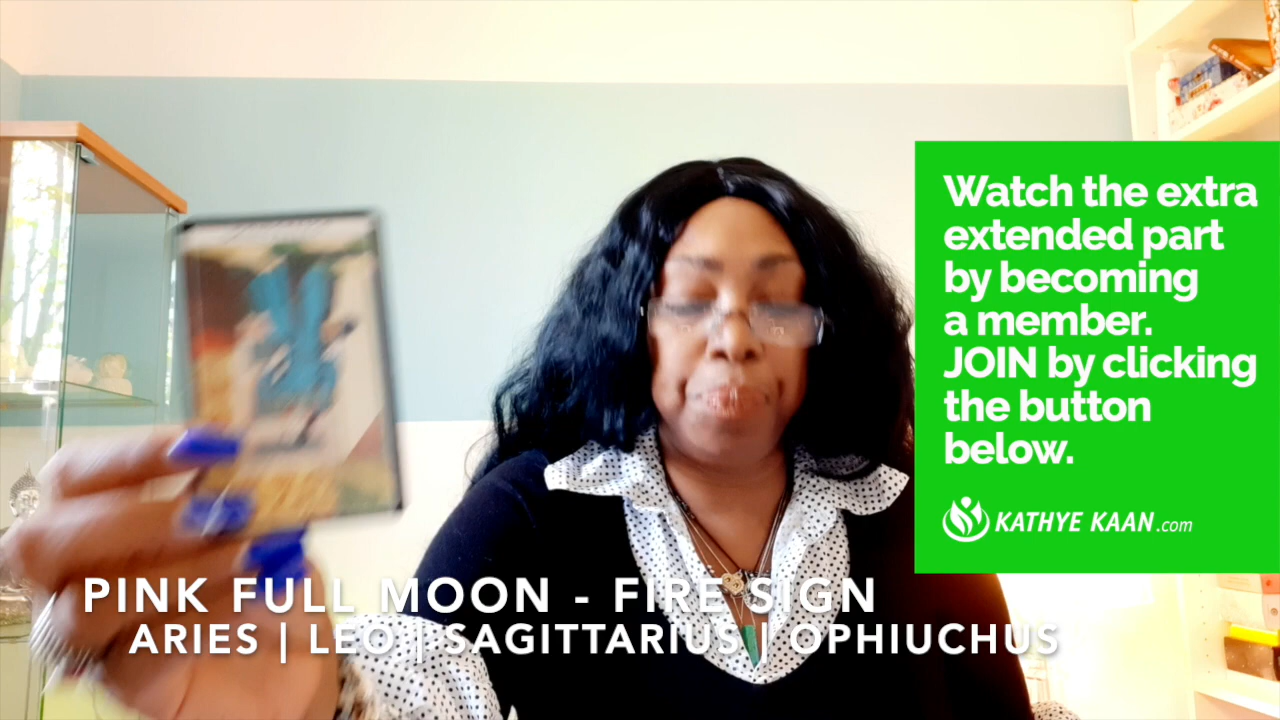 Watch the extra
extended part
by becoming
a member.
JOIN by clicking
the button
below.
KATHYE KAAN.com
PINK FULL MOON - FIRE SIGN
ARIES | LEO | SAGITTARIUS | OPHIUCHUS